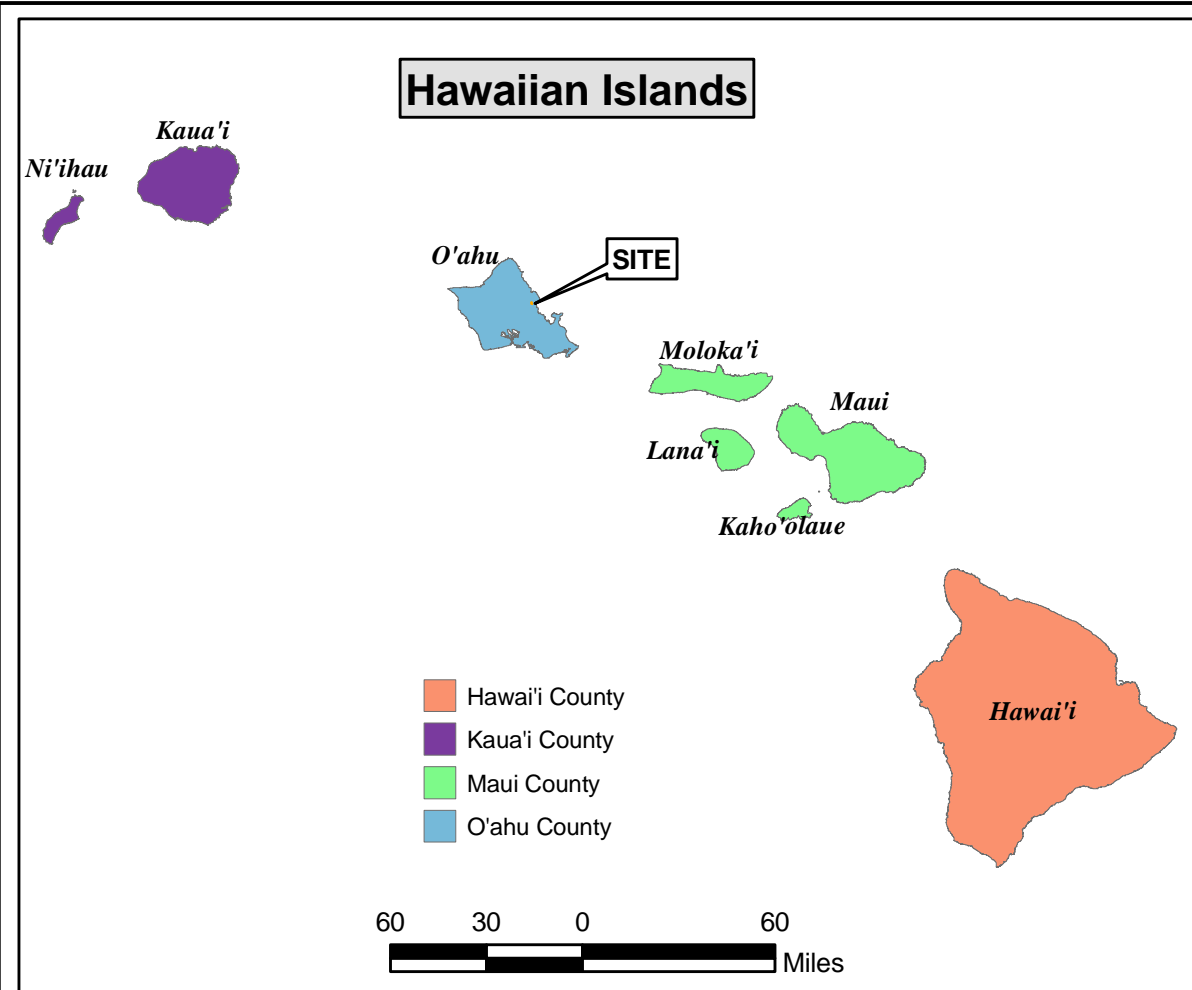 Hawaiian Islands
Kaua'i
Ni'ihau
O'ahu
SITE
Moloka'i
Maui
Lana'i
Kaho'olaue
Hawai'i
Hawai'i County
Kaua'i County
Maui County
O'ahu County
60 30 0 60
Miles